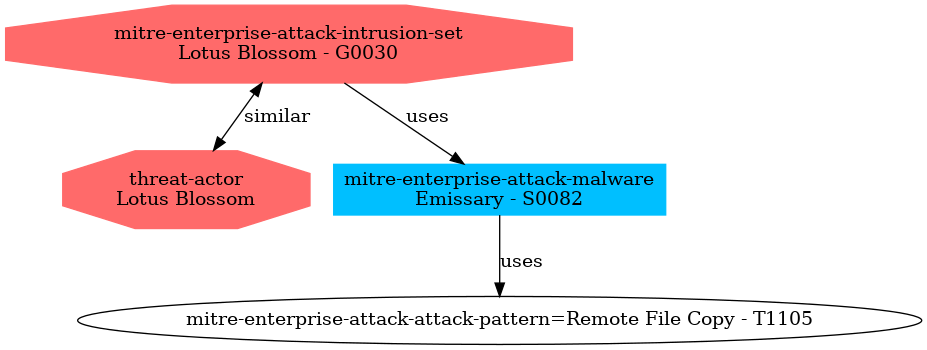 mitre-enterprise-attack-intrusion-set
Lotus Blossom - G0030
similar
uses
threat-actor
Lotus Blossom
mitre-enterprise-attack-malware
Emissary - S0082
uses
mitre-enterprise-attack-attack-pattern=Remote File Copy - T1105